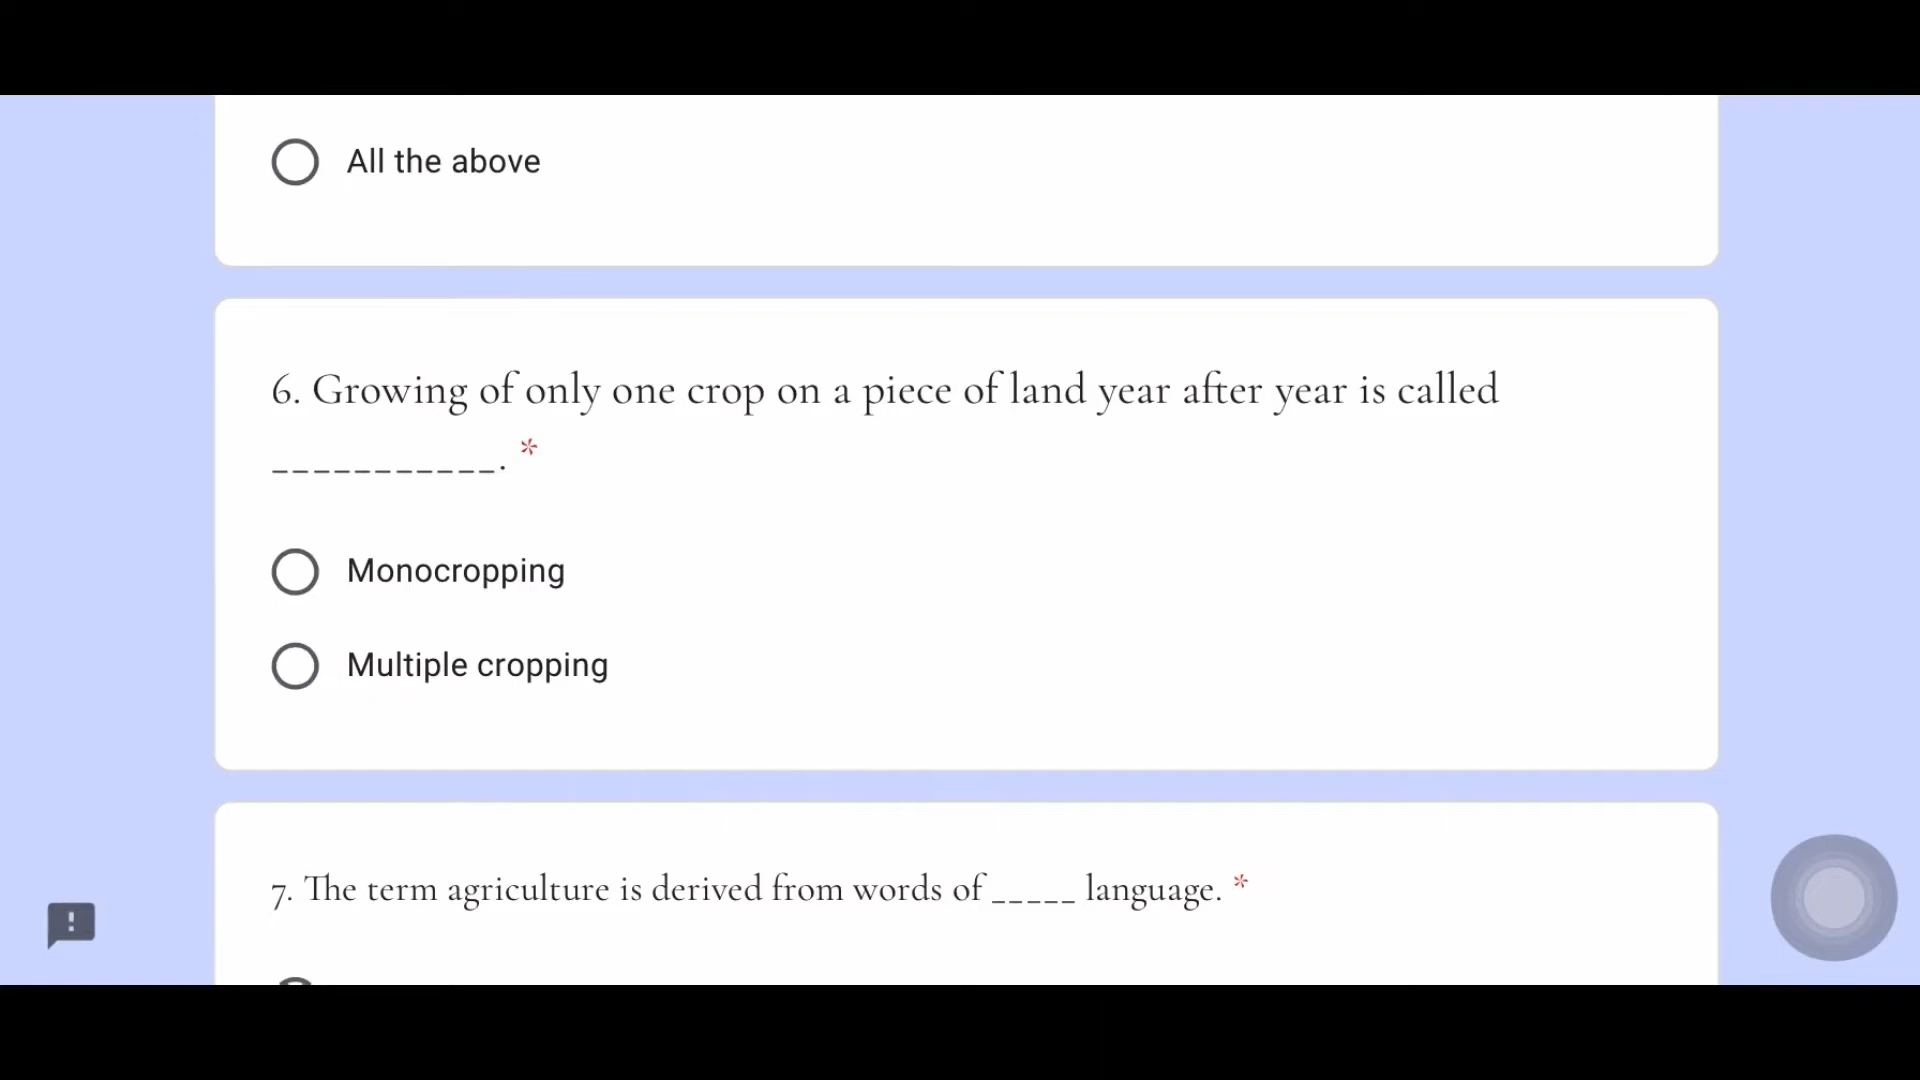 All the above
6. Growing of only one crop on a piece of land year after year is called
___________. *
Monocropping
Multiple cropping
7. The term agriculture is derived from words of _____ language. *